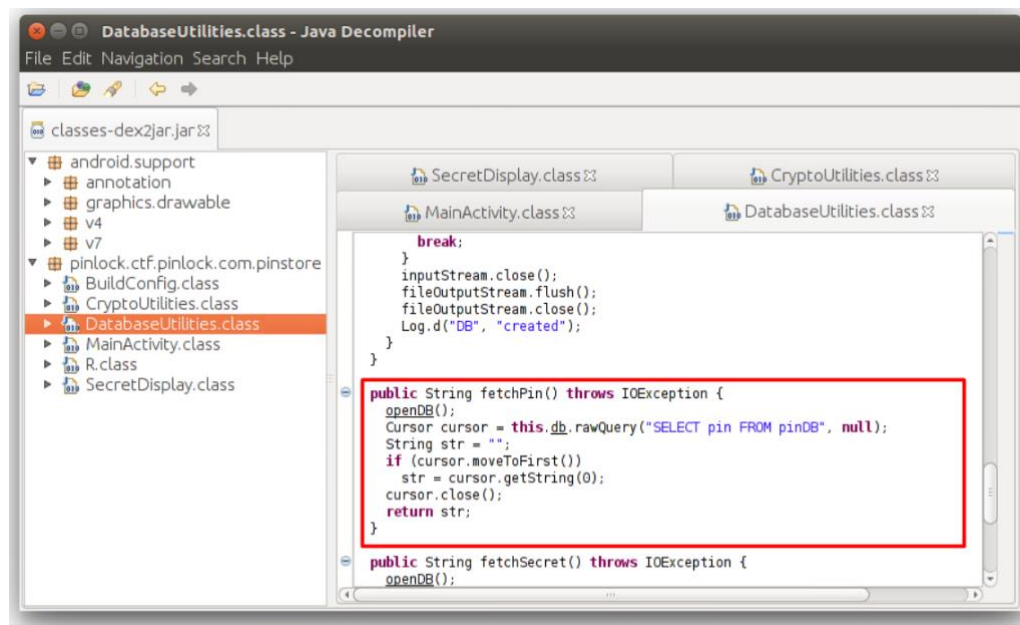 DatabaseUtilities.class - Java Decompiler
File Edit Navigation Search Help
classes-dex2jar.jar
android.support
annotation
graphics.drawable
v4
v7
pinlock.ctf.pinlock.com.pinstore
BuildConfig.class
CryptoUtilities.class
DatabaseUtilities.class
MainActivity.class
R.class
SecretDisplay.class
SecretDisplay.class
CryptoUtilities.class
MainActivity.class
DatabaseUtilities.class
break;
}
inputStream.close();
fileOutputStream.flush();
fileOutputStream.close();
Log.d("DB", "created");
}
}
public String fetchPin() throws IOException {
openDB();
Cursor cursor = this.db.rawQuery("SELECT pin FROM pinDB", null);
String str = "";
if (cursor.moveToFirst())
str = cursor.getString(0);
cursor.close();
return str;
}
public String fetchSecret() throws IOException {
openDB();